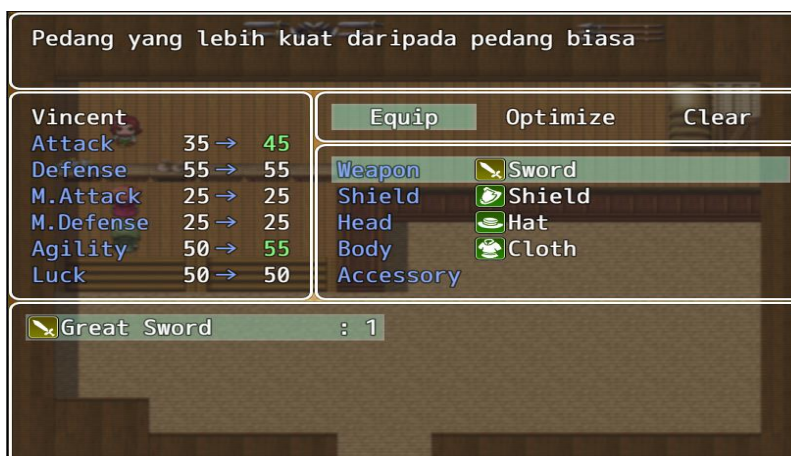 Pedang yang lebih kuat daripada pedang biasa
Vincent
Attack 35 → 45
Defense 55 → 55
M.Attack 25 → 25
M.Defense 25 → 25
Agility 50 → 55
Luck 50 → 50
Equip Optimize Clear
Weapon Sword
Shield Shield
Head Hat
Body Cloth
Accessory
Great Sword : 1